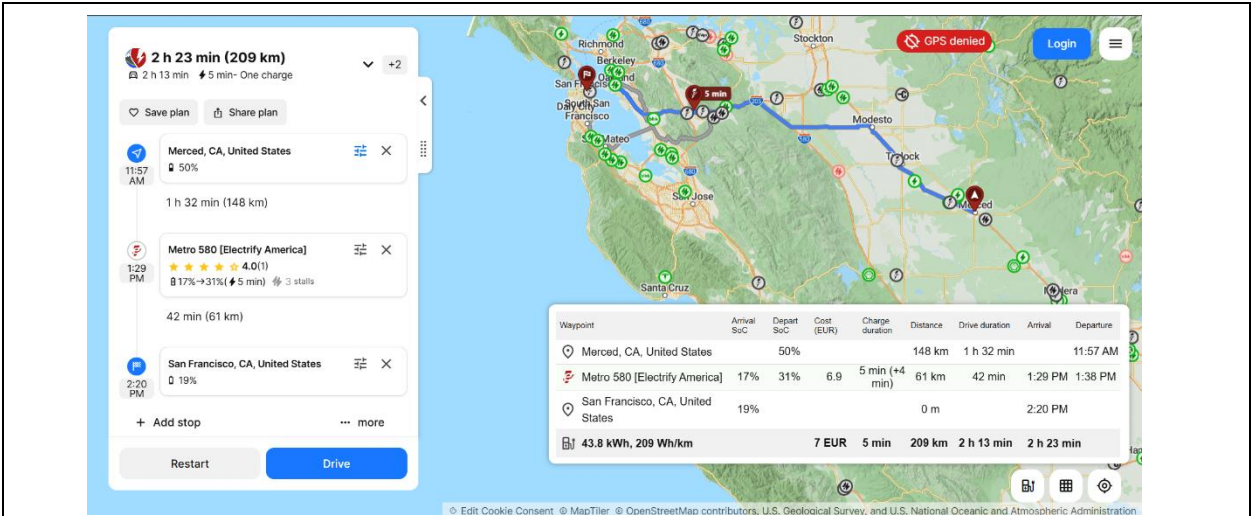 2 h 23 min (209 km)
2 h 13 min 5 min- One charge
+2
Save plan
Share plan
11:57 AM
Merced, CA, United States
50%
1 h 32 min (148 km)
1:29 PM
Metro 580 [Electrify America]
4.0(1)
17%→31%( 5 min) 3 stalls
42 min (61 km)
2:20 PM
San Francisco, CA, United States
19%
+ Add stop
··· more
Restart
Drive
Richmond
Berkeley
Oakland
San Francisco
Daly City
South San Francisco
San Mateo
San Jose
Santa Cruz
Stockton
Modesto
Turlock
Merced
Madera
5 min
GPS denied
Login
Waypoint Arrival SoC Depart SoC Cost (EUR) Charge duration Distance Drive duration Arrival Departure
Merced, CA, United States 50% 148 km 1 h 32 min 11:57 AM
Metro 580 [Electrify America] 17% 31% 6.9 5 min (+4 min) 61 km 42 min 1:29 PM 1:38 PM
San Francisco, CA, United States 19% 0 m 2:20 PM
43.8 kWh, 209 Wh/km 7 EUR 5 min 209 km 2 h 13 min 2 h 23 min
© Edit Cookie Consent © MapTiler © OpenStreetMap contributors, U.S. Geological Survey, and U.S. National Oceanic and Atmospheric Administration